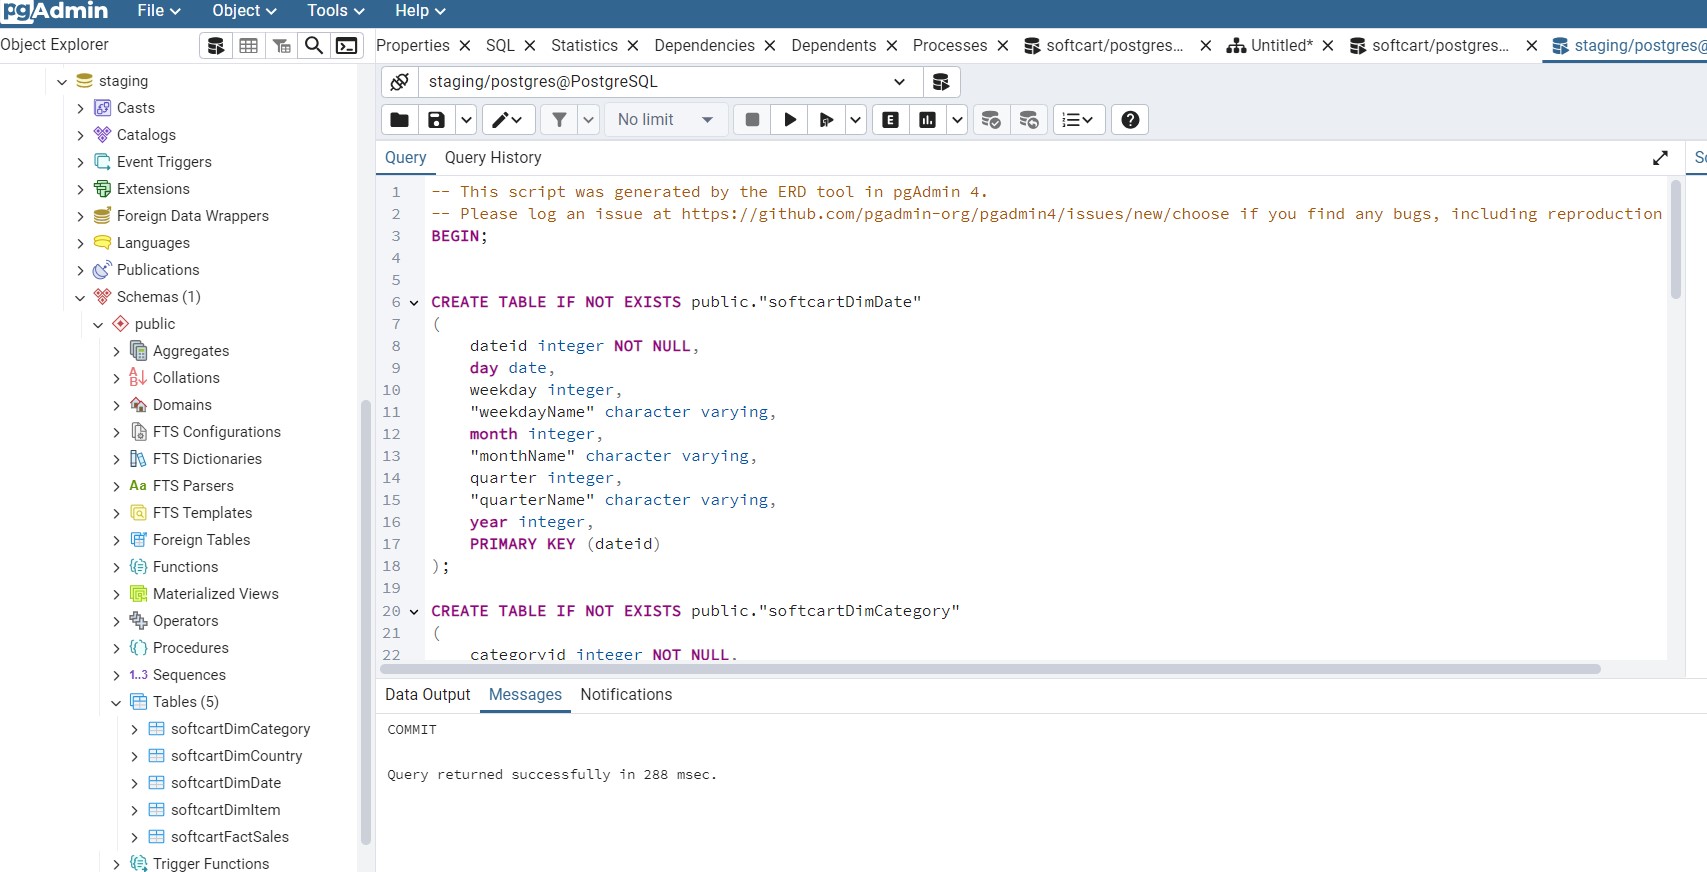 pgAdmin File Object Tools Help
Object Explorer
Properties SQL Statistics Dependencies Dependents Processes softcart/postgres... Untitled* softcart/postgres... staging/postgres@
staging/postgres@PostgreSQL
No limit
E
Query Query History
staging
Casts
Catalogs
Event Triggers
Extensions
Foreign Data Wrappers
Languages
Publications
Schemas (1)
public
Aggregates
Collations
Domains
FTS Configurations
FTS Dictionaries
Aa FTS Parsers
FTS Templates
Foreign Tables
Functions
Materialized Views
Operators
Procedures
1..3 Sequences
Tables (5)
softcartDimCategory
softcartDimCountry
softcartDimDate
softcartDimItem
softcartFactSales
Trigger Functions
1 -- This script was generated by the ERD tool in pgAdmin 4.
2 -- Please log an issue at https://github.com/pgadmin-org/pgadmin4/issues/new/choose if you find any bugs, including reproduction
3 BEGIN;
4
5
6 CREATE TABLE IF NOT EXISTS public."softcartDimDate"
7 (
8 dateid integer NOT NULL,
9 day date,
10 weekday integer,
11 "weekdayName" character varying,
12 month integer,
13 "monthName" character varying,
14 quarter integer,
15 "quarterName" character varying,
16 year integer,
17 PRIMARY KEY (dateid)
18 );
19
20 CREATE TABLE IF NOT EXISTS public."softcartDimCategory"
21 (
22 categoryid integer NOT NULL,
Data Output Messages Notifications
COMMIT
Query returned successfully in 288 msec.